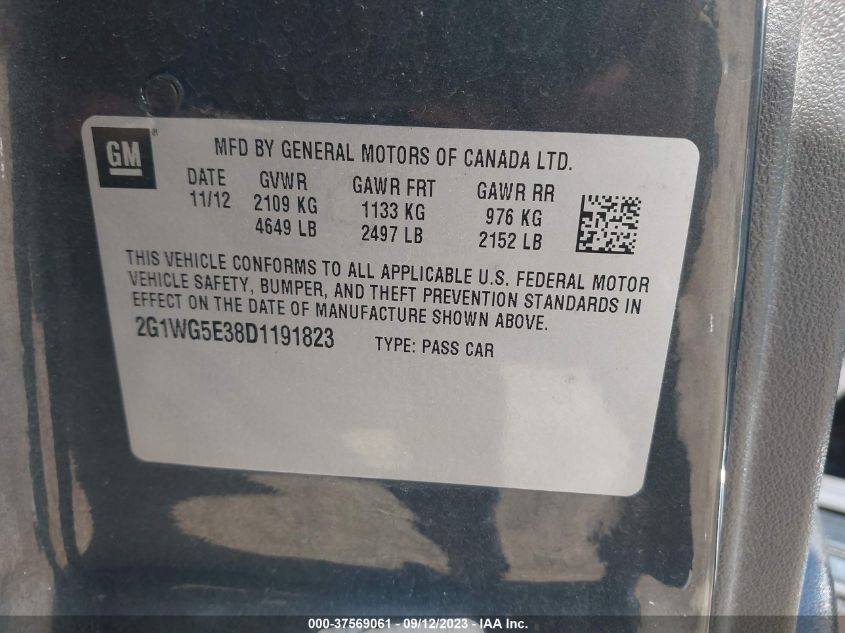 GM ®
MFD BY GENERAL MOTORS OF CANADA LTD.
DATE GVWR GAWR FRT GAWR RR
11/12 2109 KG 1133 KG 976 KG
4649 LB 2497 LB 2152 LB
THIS VEHICLE CONFORMS TO ALL APPLICABLE U.S. FEDERAL MOTOR
VEHICLE SAFETY, BUMPER, AND THEFT PREVENTION STANDARDS IN
EFFECT ON THE DATE OF MANUFACTURE SHOWN ABOVE.
2G1WG5E38D1191823 TYPE: PASS CAR
000-37569061 - 09/12/2023 - IAA Inc.